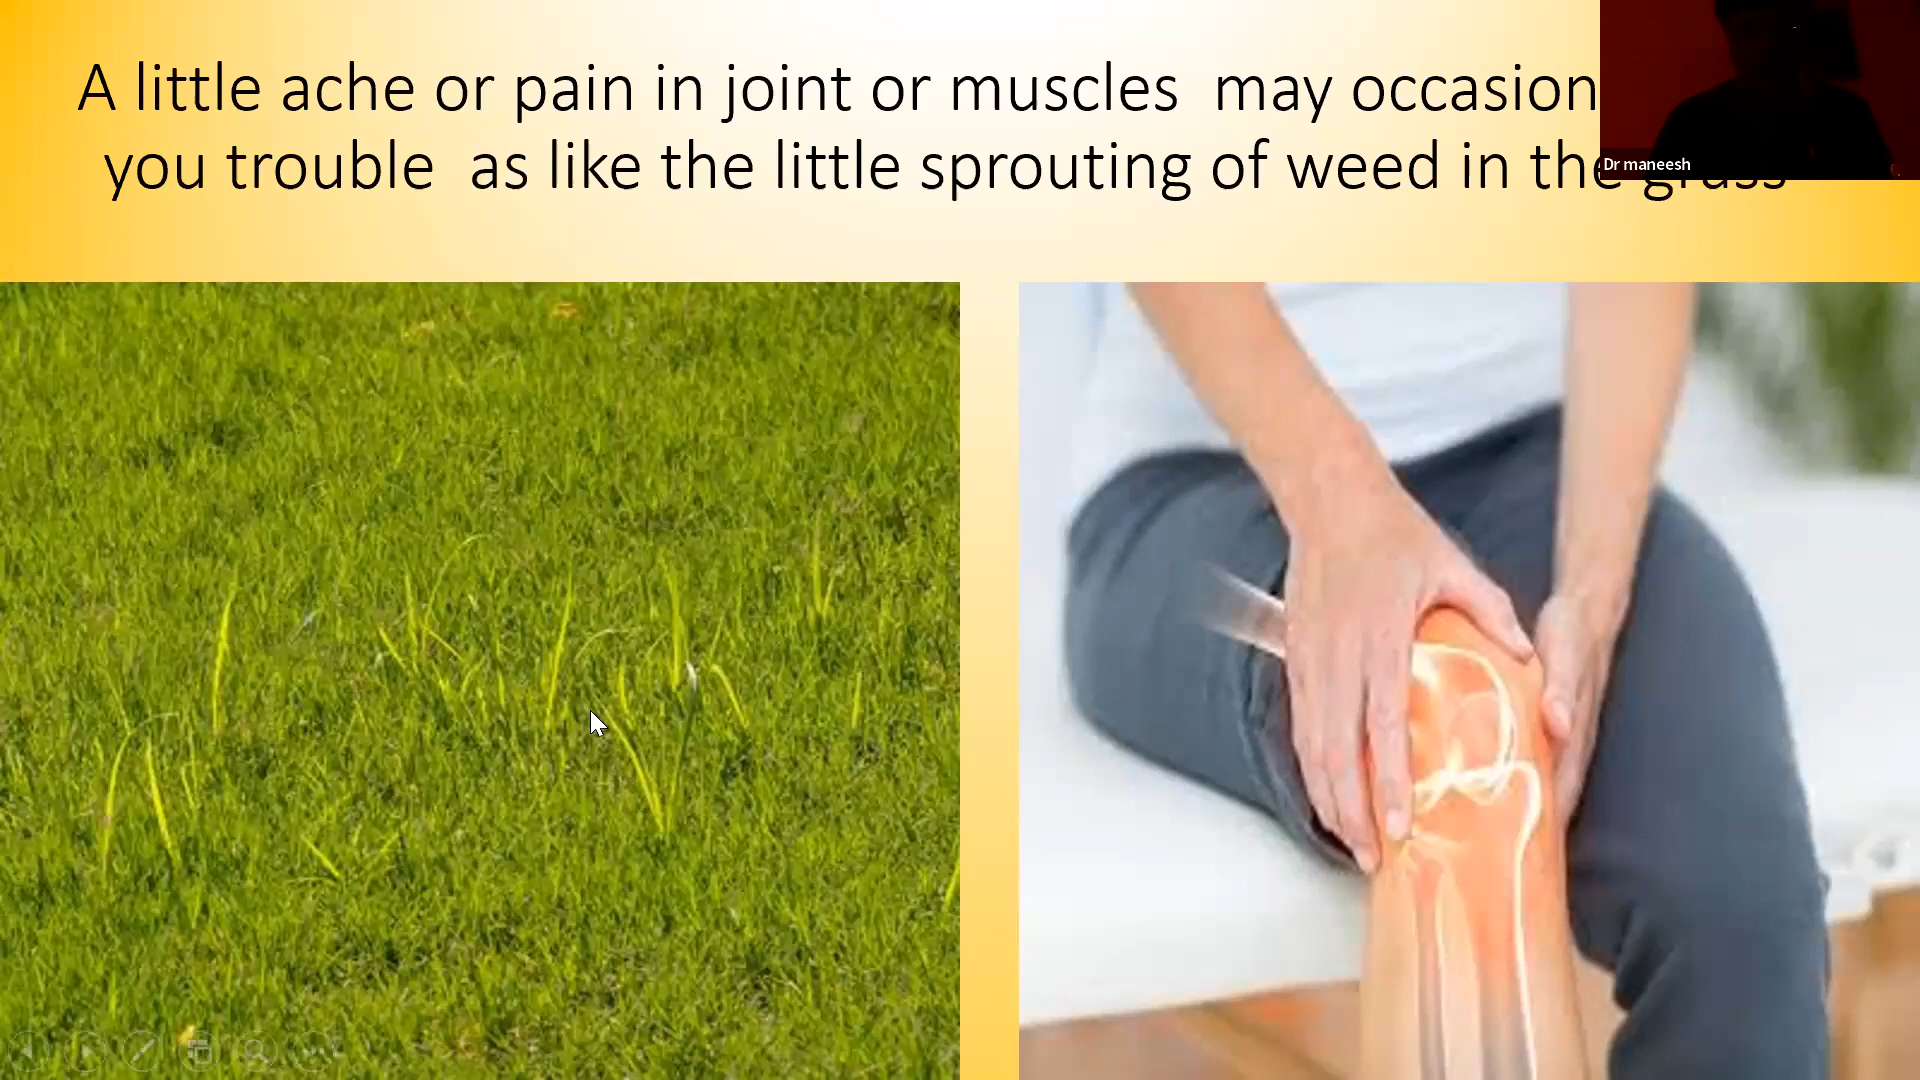 A little ache or pain in joint or muscles may occasion
you trouble as like the little sprouting of weed in the grass
Dr maneesh